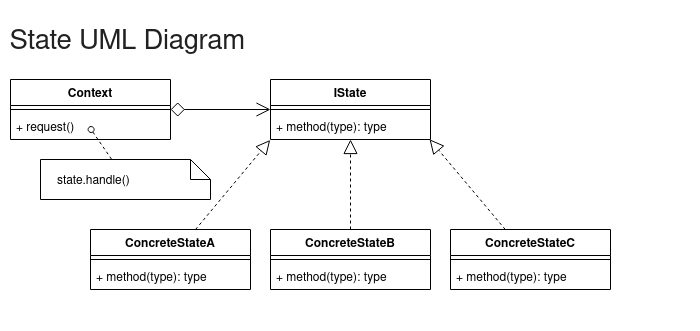 State UML Diagram
Context
+ request()
state.handle()
IState
+ method(type): type
ConcreteStateA
+ method(type): type
ConcreteStateB
+ method(type): type
ConcreteStateC
+ method(type): type